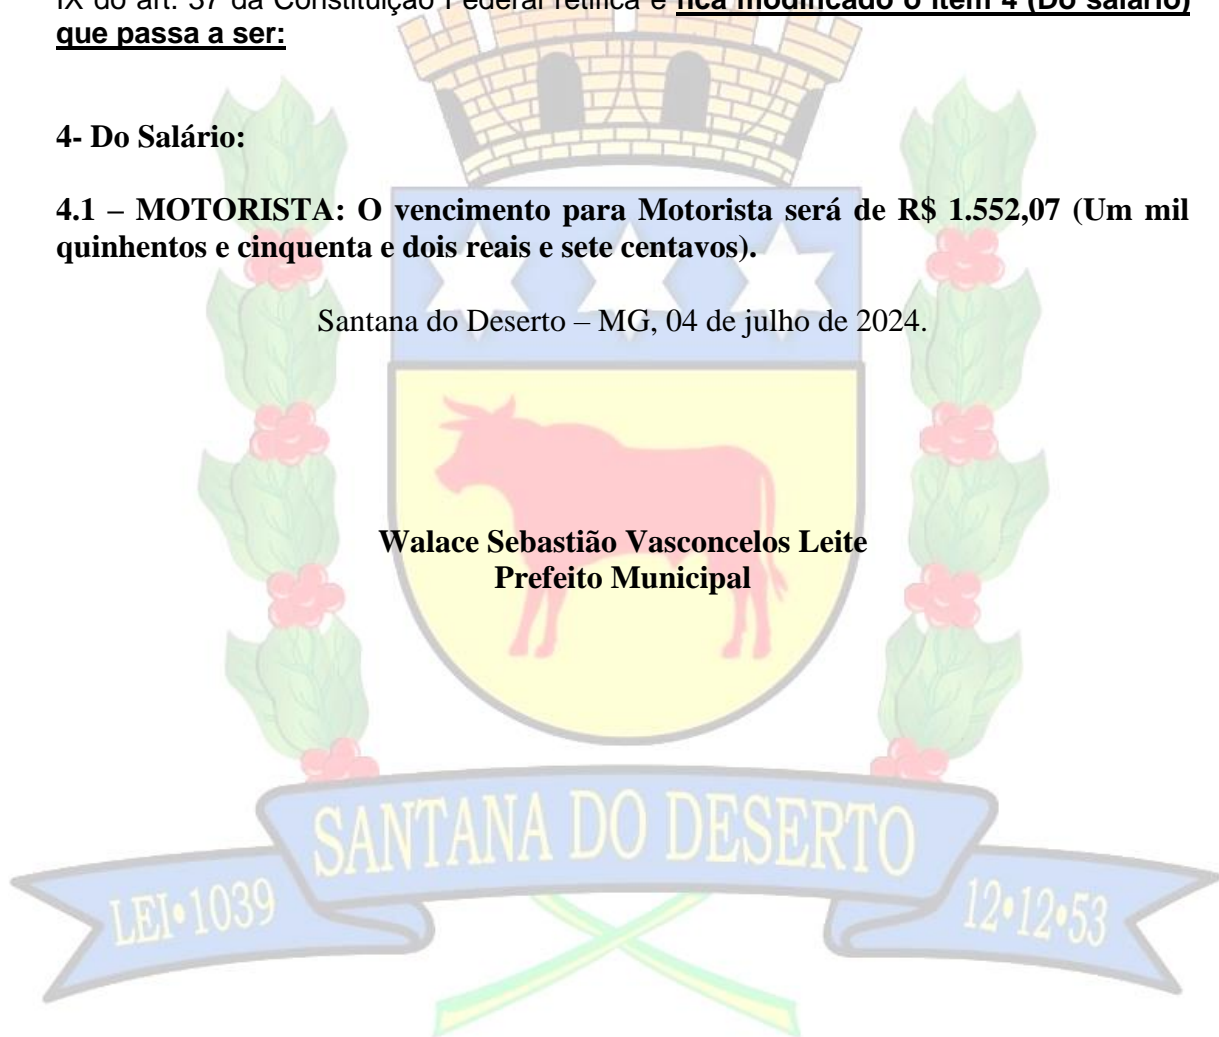 IX do art. 37 da Constituição Federal retifica e fica modificado o item 4 (Do salário)
que passa a ser:
4- Do Salário:
4.1 – MOTORISTA: O vencimento para Motorista será de R$ 1.552,07 (Um mil
quinhentos e cinquenta e dois reais e sete centavos).
Santana do Deserto – MG, 04 de julho de 2024.
Walace Sebastião Vasconcelos Leite
Prefeito Municipal
SANTANA DO DESERTO
LEI•1039
12•12•53